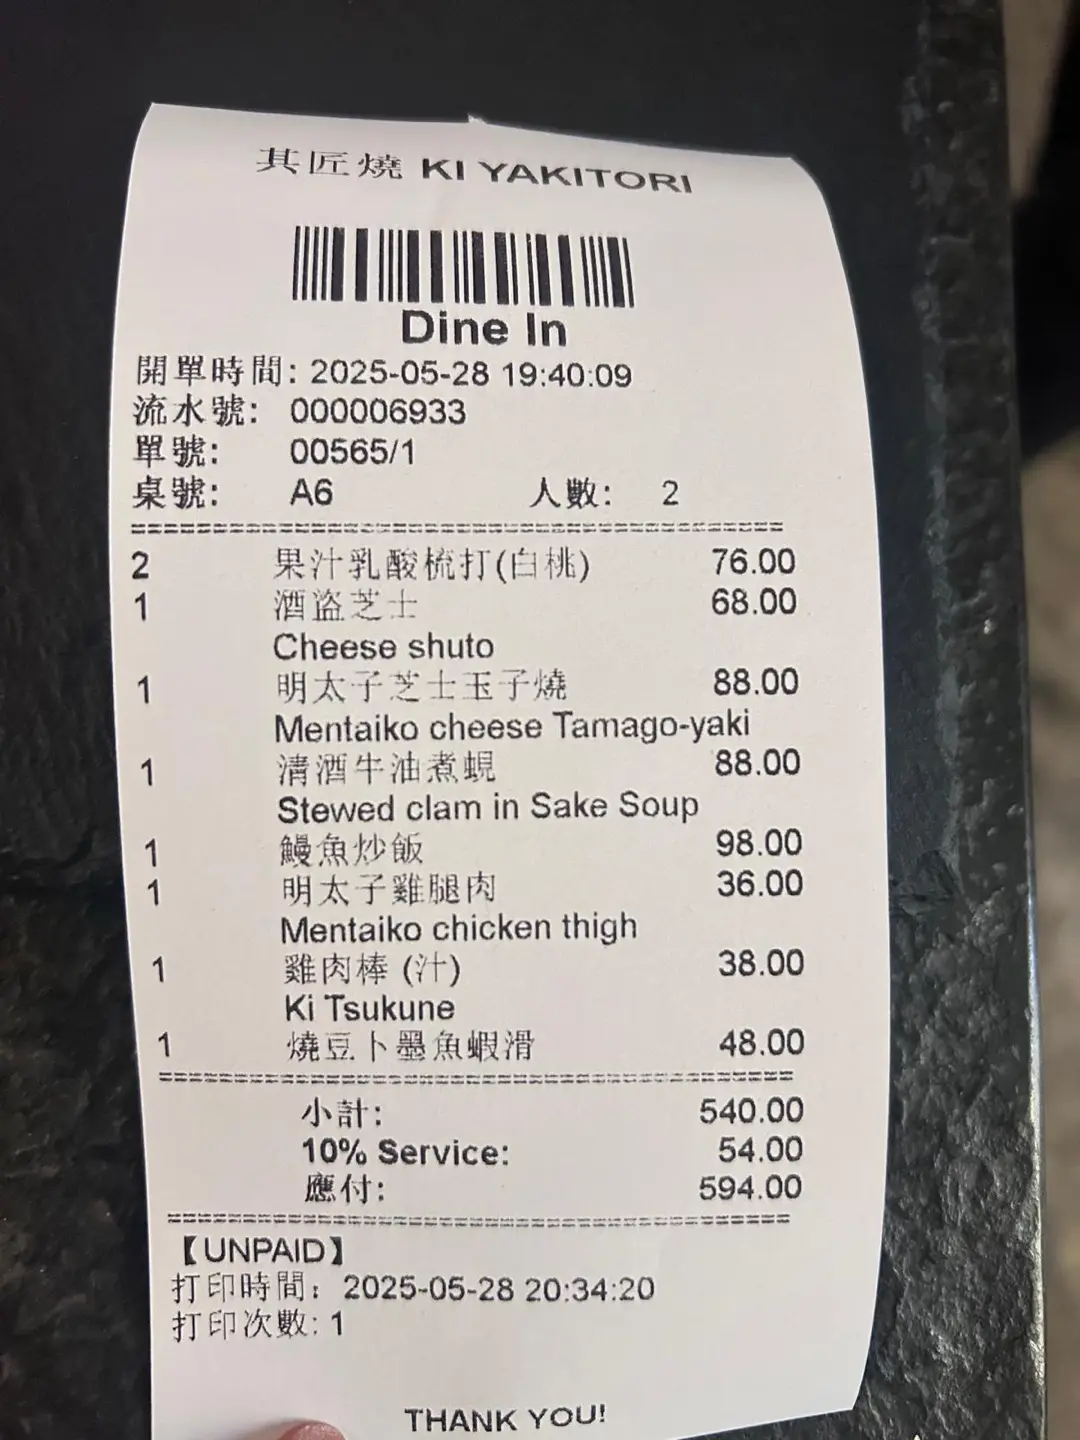 其匠燒 KI YAKITORI
Dine In
開單時間: 2025-05-28 19:40:09
流水號: 000006933
單號: 00565/1
桌號: A6 人數: 2
2 果汁乳酸梳打(白桃) 76.00
1 酒盜芝士 68.00
Cheese shuto
1 明太子芝士玉子燒 88.00
Mentaiko cheese Tamago-yaki
1 清酒牛油煮蜆 88.00
Stewed clam in Sake Soup
1 鰻魚炒飯 98.00
1 明太子雞腿肉 36.00
Mentaiko chicken thigh
1 雞肉棒 (汁) 38.00
Ki Tsukune
1 燒豆卜墨魚蝦滑 48.00
小計: 540.00
10% Service: 54.00
應付: 594.00
【UNPAID】
打印時間: 2025-05-28 20:34:20
打印次數: 1
THANK YOU!